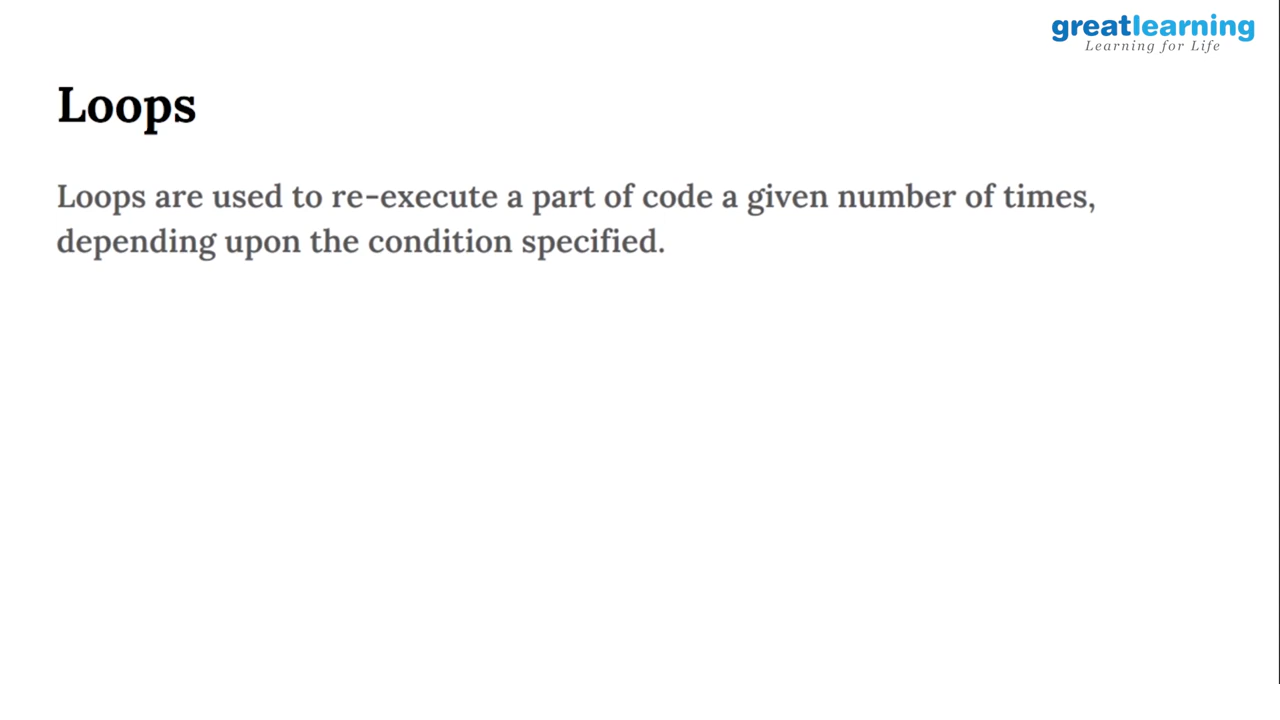 greatlearning
Learning for Life
Loops
Loops are used to re-execute a part of code a given number of times,
depending upon the condition specified.